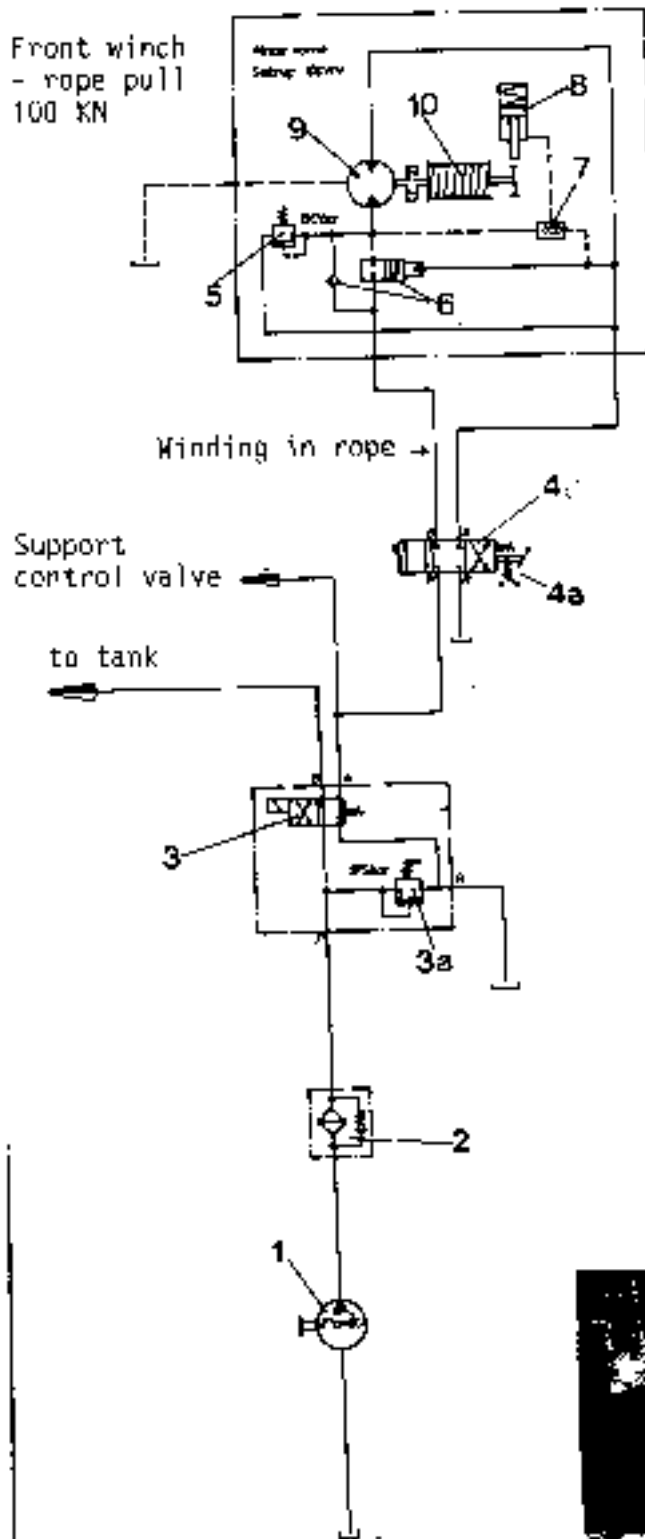 Front winch
- rope pull
100 KN
8
10
9
7
5
6
Winding in rope
4
Support
control valve
4a
to tank
3
3a
2
1